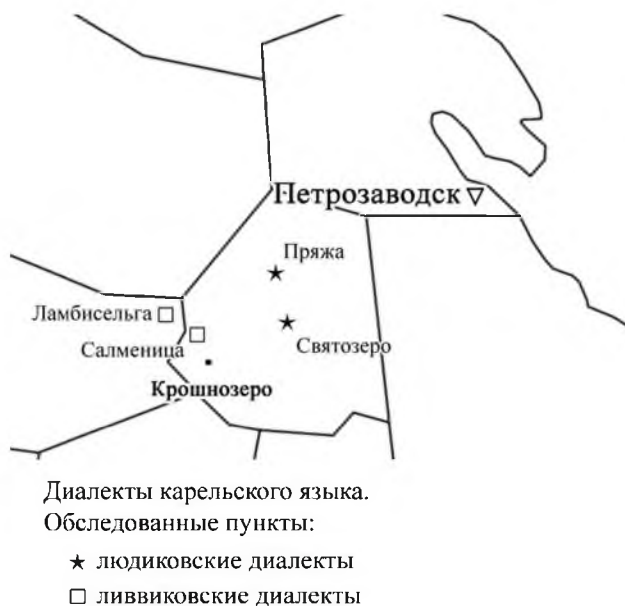 Петрозаводск
Пряжа
Ламбисельга
Салменица
Святозеро
Крошнозеро
Диалекты карельского языка.
Обследованные пункты:
людиковские диалекты
ливвиковские диалекты